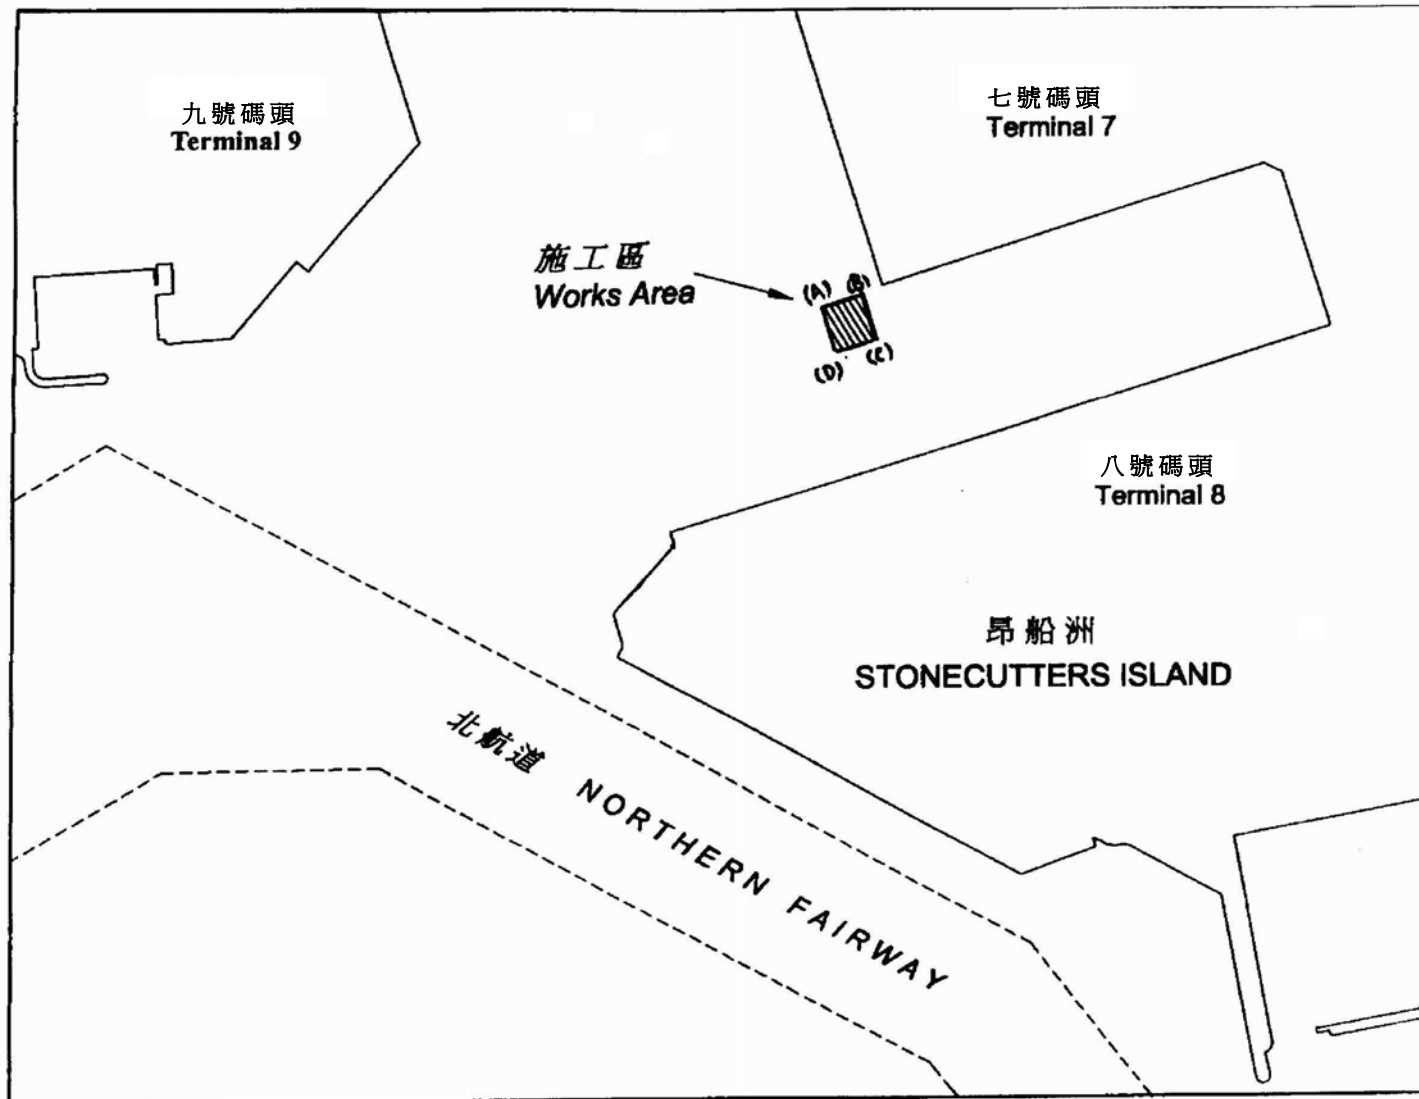 九號碼頭
Terminal 9
七號碼頭
Terminal 7
施工區
Works Area
(A) (B)
(D) (C)
八號碼頭
Terminal 8
昂船洲
STONECUTTERS ISLAND
北航道 NORTHERN FAIRWAY